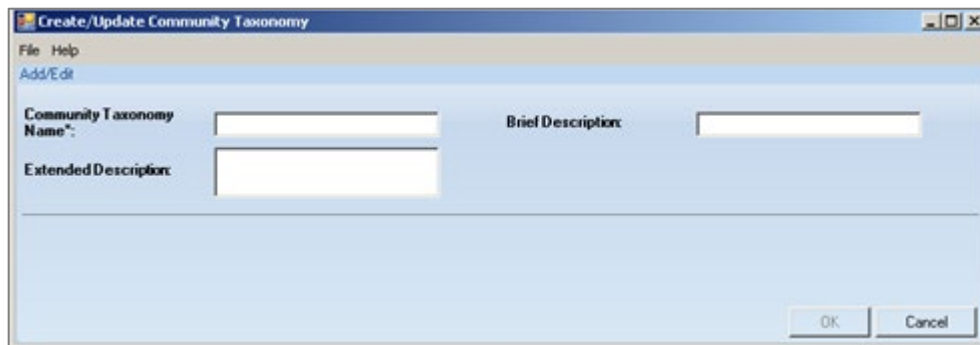 Create/Update Community Taxonomy
File Help
Add/Edit
Community Taxonomy
Name*:
Brief Description:
Extended Description:
OK
Cancel